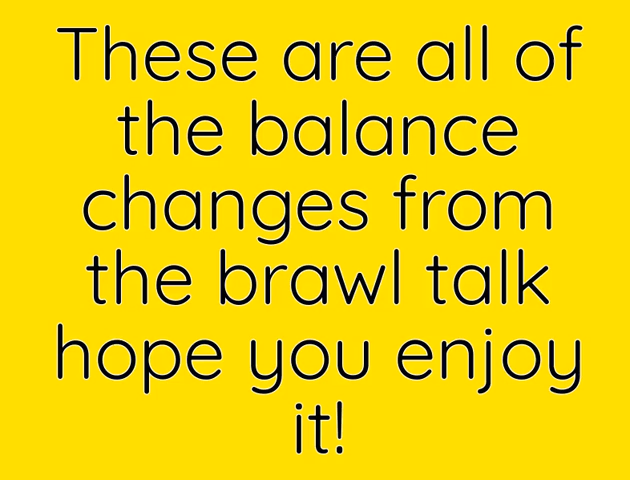 These are all of
the balance
changes from
the brawl talk
hope you enjoy
it!